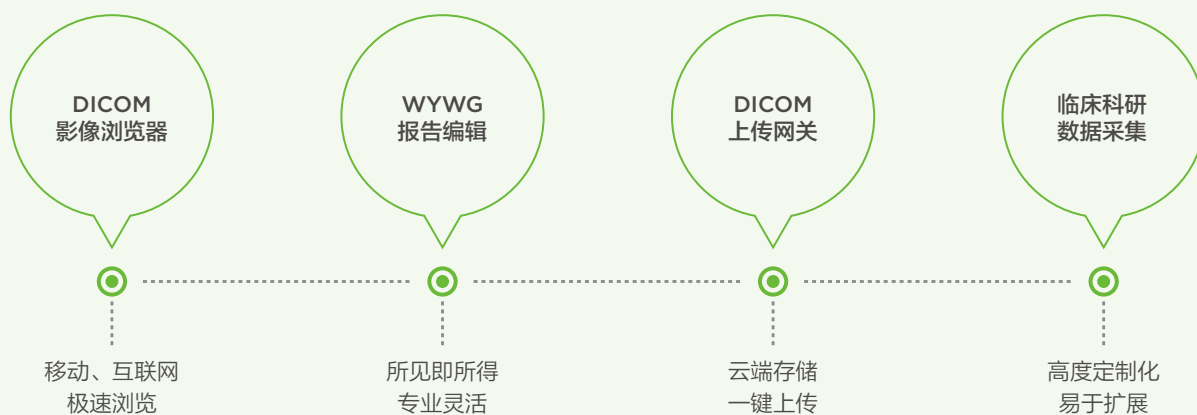 DICOM
影像浏览器
WYWG
报告编辑
DICOM
上传网关
临床科研
数据采集
移动、互联网
极速浏览
所见即所得
专业灵活
云端存储
一键上传
高度定制化
易于扩展